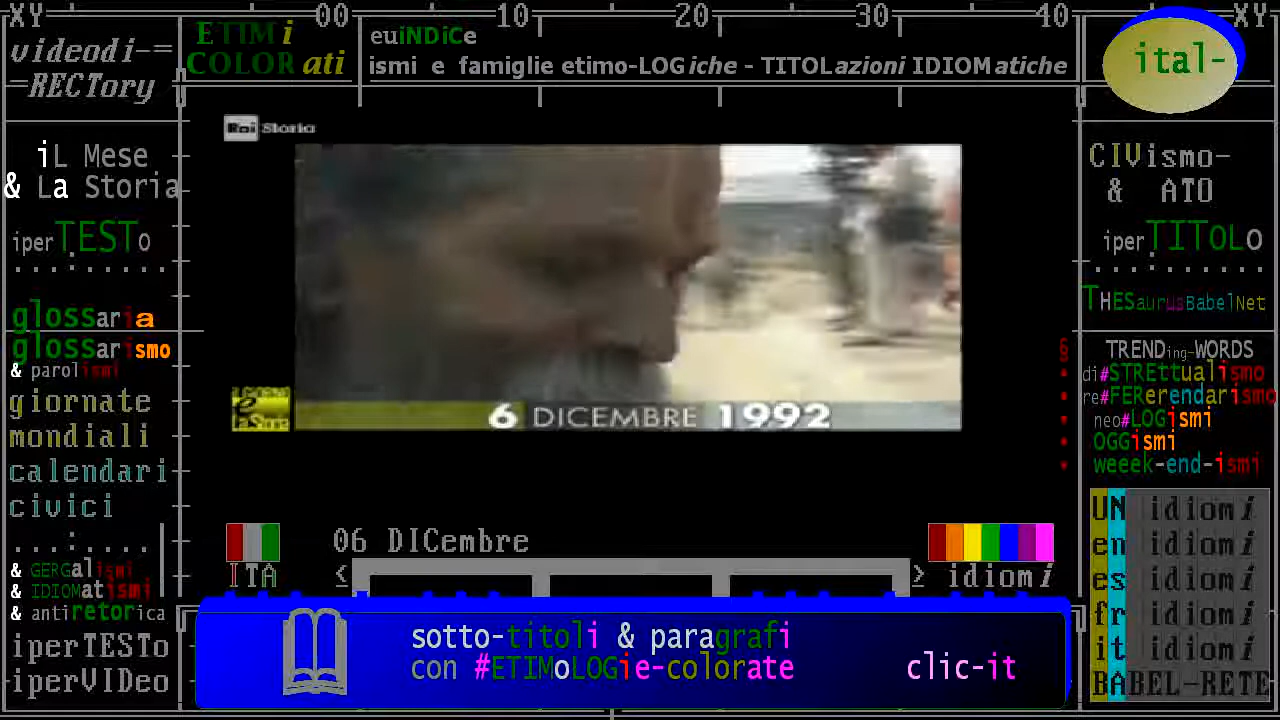 XY 00 10 20 30 40 XY
videodi-=
=RECTory
ETIMi
COLORati
euiNDiCe
ismi e famiglie etimo-LOGiche - TITOLazioni IDIOMatiche
ital-
iL Mese
& La Storia
iperTESTo
glossaria
glossarismo
& parolismi
giornate
mondiali
calendari
civici
& GERGalismi
& IDIOMatismi
& antiretorica
iperTESTo
iperVIDeo
Rai Storia
6 DICEMBRE 1992
06 DICembre
ITA
< >
idiomi
sotto-titoli & paragrafi
con #ETIMoLOGie-colorate
clic-it
CIVismo-
& ATO
iperTITOLO
THESaurusBabelNet
TRENDing-WORDS
di#STREttualismo
re#FERerendarismo
neo#LOGismi
OGGismi
weeek-end-ismi
UN idiomi
en idiomi
es idiomi
fr idiomi
it idiomi
BABEL-RETE